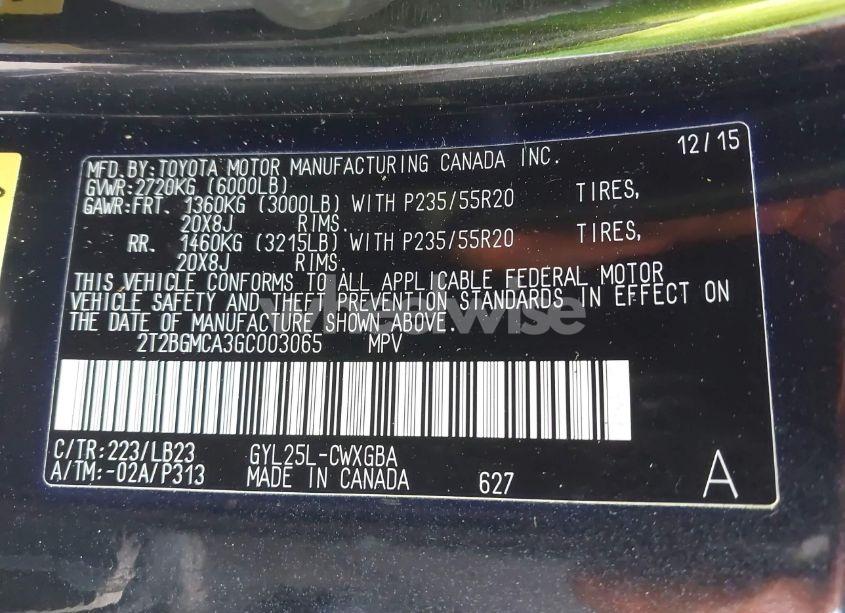 MFD.BY:TOYOTA MOTOR MANUFACTURING CANADA INC. 12/15
GVWR:2720KG (6000LB)
GAWR:FRT. 1360KG (3000LB) WITH P235/55R20 TIRES,
20X8J RIMS.
RR. 1460KG (3215LB) WITH P235/55R20 TIRES,
20X8J RIMS.
THIS VEHICLE CONFORMS TO ALL APPLICABLE FEDERAL MOTOR
VEHICLE SAFETY AND THEFT PREVENTION STANDARDS IN EFFECT ON
THE DATE OF MANUFACTURE SHOWN ABOVE.
2T2BGMCA3GC003065 MPV
C/TR:223/LB23 GYL25L-CWXGBA
A/TM:-02A/P313 MADE IN CANADA 627 A